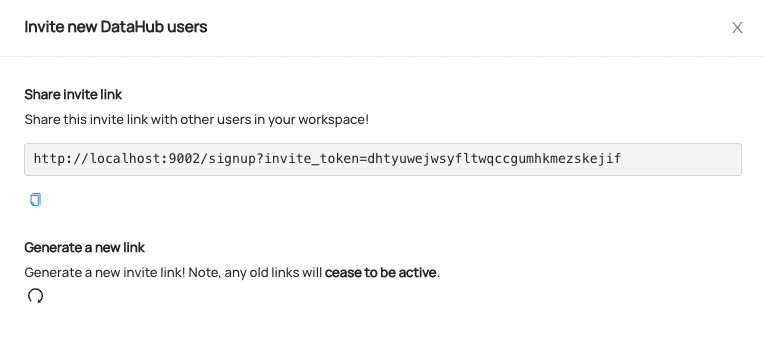 Invite new DataHub users
Share invite link
Share this invite link with other users in your workspace!
http://localhost:9002/signup?invite_token=dhtyuwejwsyfltwqccgumhkmezskejif
Generate a new link
Generate a new invite link! Note, any old links will cease to be active.